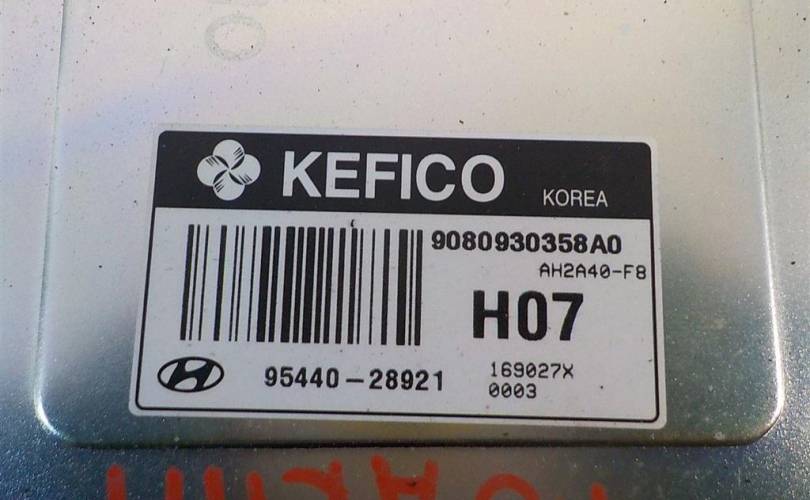 KEFICO KOREA
9080930358A0
AH2A40-F8
H07
95440-28921
169027X
0003